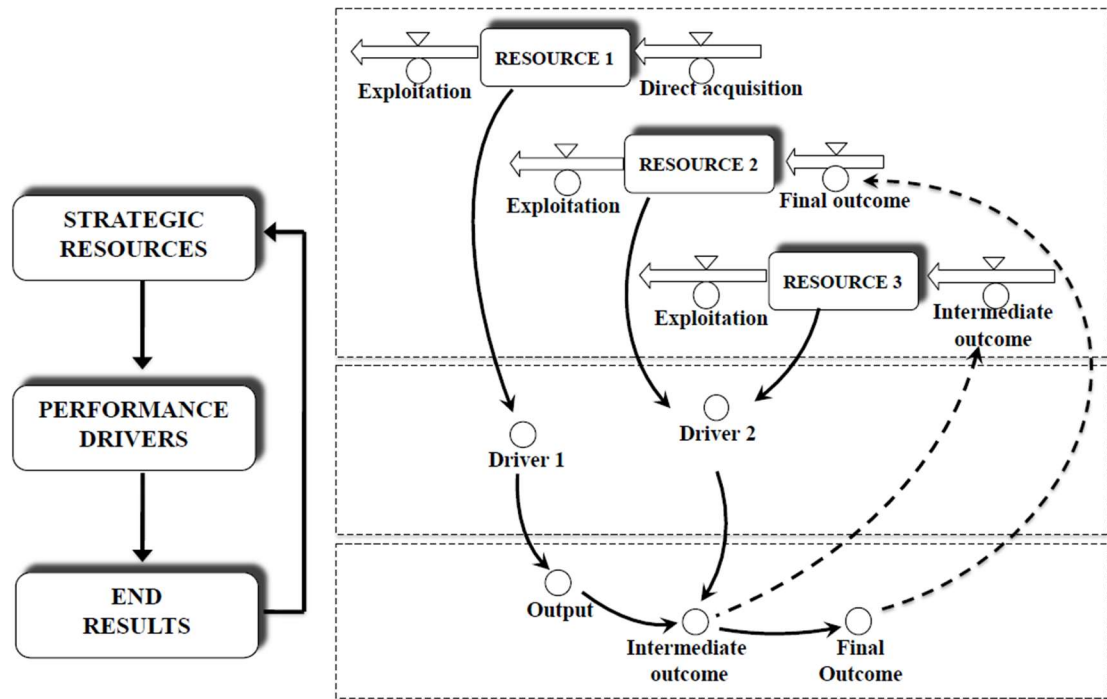 STRATEGIC
RESOURCES
PERFORMANCE
DRIVERS
END
RESULTS
RESOURCE 1
Exploitation
Direct acquisition
RESOURCE 2
Exploitation
Final outcome
RESOURCE 3
Exploitation
Intermediate
outcome
Driver 1
Driver 2
Output
Intermediate
outcome
Final
Outcome